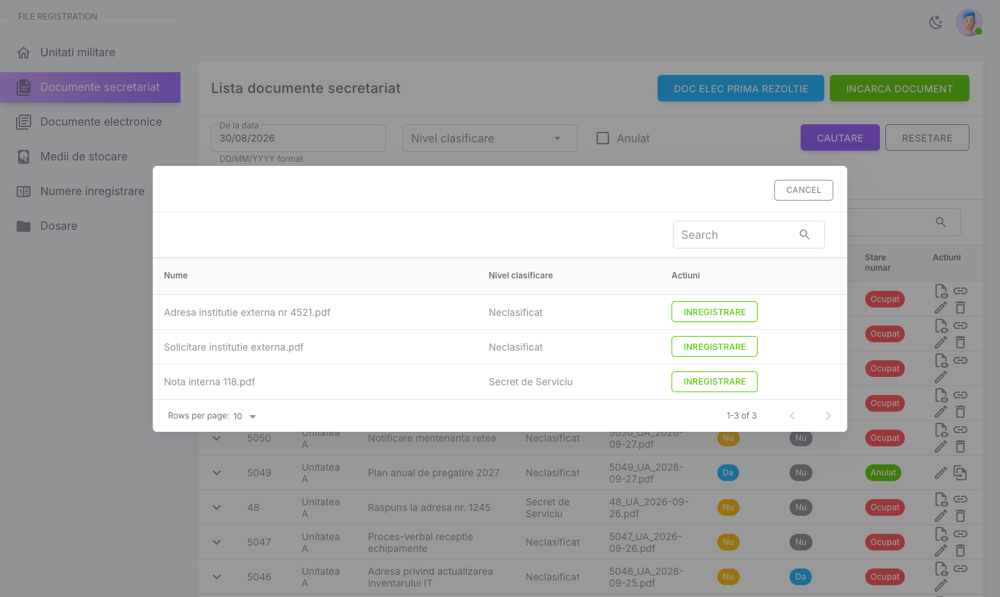 FILE REGISTRATION
Unitati militare
Documente secretariat
Documente electronice
Medii de stocare
Numere inregistrare
Dosare
Lista documente secretariat
DOC ELEC PRIMA REZOLTIE
INCARCA DOCUMENT
De la data
30/08/2026
DD/MM/YYYY format
Nivel clasificare
Anulat
CAUTARE
RESETARE
CANCEL
Search
Nume
Nivel clasificare
Actiuni
Adresa institutie externa nr 4521.pdf
Neclasificat
INREGISTRARE
Solicitare institutie externa.pdf
Neclasificat
INREGISTRARE
Nota interna 118.pdf
Secret de Serviciu
INREGISTRARE
Rows per page: 10
1-3 of 3
Stare
numar
Actiuni
Ocupat
Ocupat
Ocupat
Ocupat
5050
Unitatea
A
Notificare mentenanta retea
Neclasificat
5050_UA_2026-
09-27.pdf
Nu
Nu
Ocupat
5049
Unitatea
A
Plan anual de pregatire 2027
Neclasificat
5049_UA_2026-
09-27.pdf
Da
Nu
Anulat
48
Unitatea
A
Raspuns la adresa nr. 1245
Secret de
Serviciu
48_UA_2026-09-
26.pdf
Nu
Nu
Ocupat
5047
Unitatea
A
Proces-verbal receptie
echipamente
Neclasificat
5047_UA_2026-
09-26.pdf
Nu
Nu
Ocupat
5046
Unitatea
A
Adresa privind actualizarea
inventarului IT
Neclasificat
5046_UA_2026-
09-25.pdf
Nu
Da
Ocupat